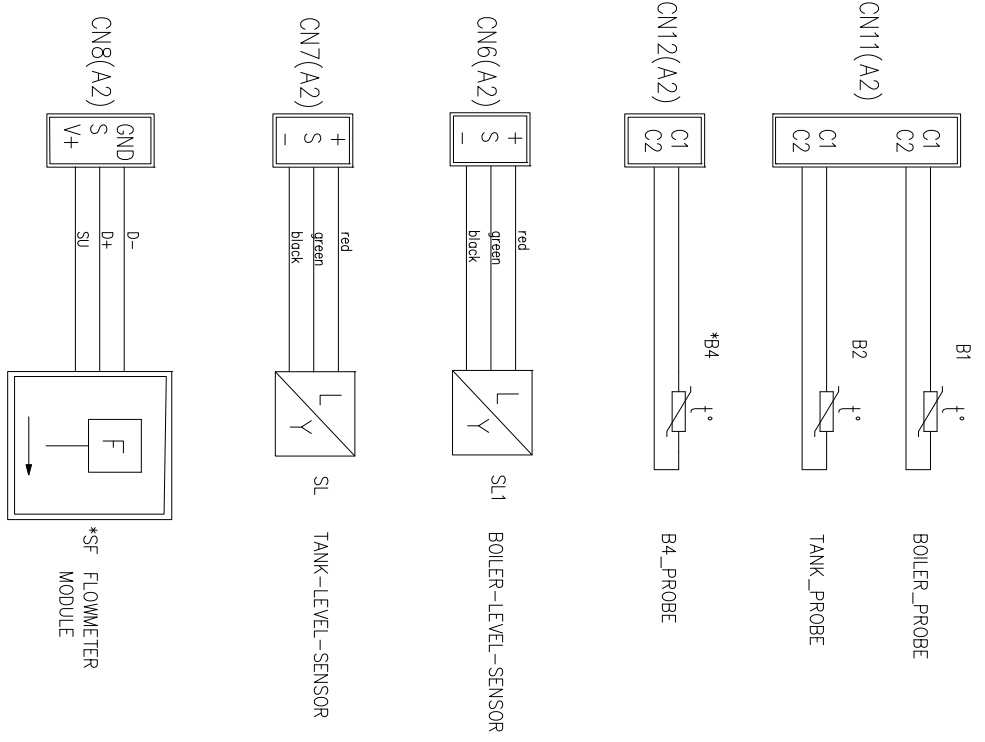 CN11(A2)
C1
C2
B1
t°
BOILER_PROBE
C1
C2
B2
t°
TANK_PROBE
CN12(A2)
C1
C2
*B4
t°
B4_PROBE
CN6(A2)
+
S
-
red
green
black
L
Y
SL1 BOILER-LEVEL-SENSOR
CN7(A2)
+
S
-
red
green
black
L
Y
SL TANK-LEVEL-SENSOR
CN8(A2)
GND
S
V+
D-
D+
SU
F
*SF FLOWMETER
MODULE